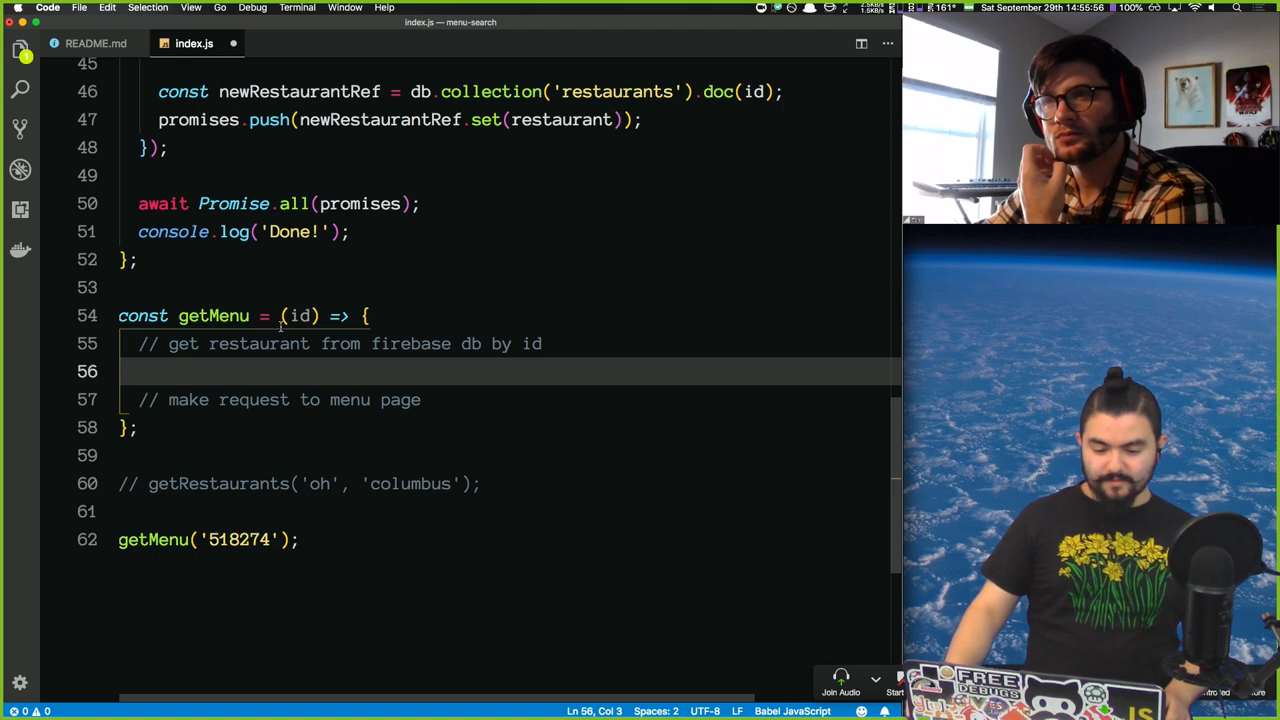 Code File Edit Selection View Go Debug Terminal Window Help
161° Sat September 29th 14:55:56 100%
index.js — menu-search
README.md
index.js
45
46 const newRestaurantRef = db.collection('restaurants').doc(id);
47 promises.push(newRestaurantRef.set(restaurant));
48 });
49
50 await Promise.all(promises);
51 console.log('Done!');
52 };
53
54 const getMenu = (id) => {
55 // get restaurant from firebase db by id
56
57 // make request to menu page
58 };
59
60 // getRestaurants('oh', 'columbus');
61
62 getMenu('518274');
Join Audio
Start
FREE
DEBUGS
JS
0 0
Ln 56, Col 3 Spaces: 2 UTF-8 LF Babel JavaScript